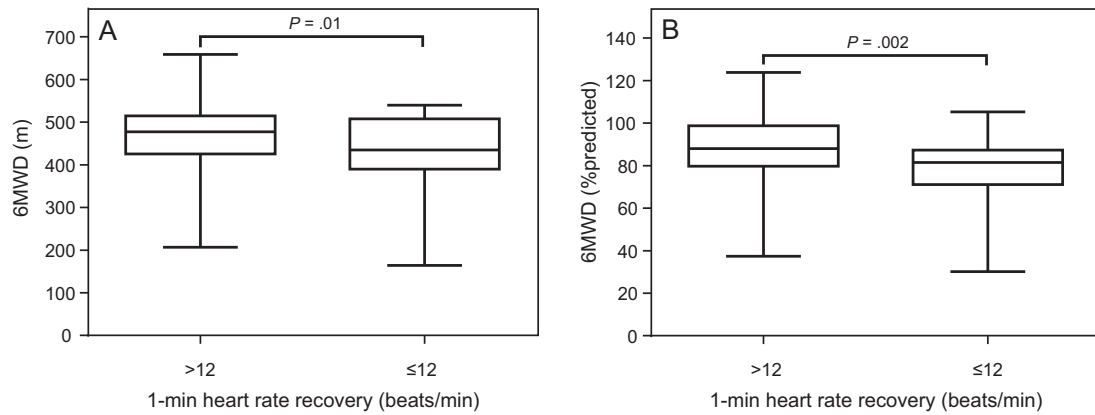 A
P = .01
6MWD (m)
700
600
500
400
300
200
100
0
>12
≤12
1-min heart rate recovery (beats/min)
B
P = .002
6MWD (%predicted)
140
120
100
80
60
40
20
0
>12
≤12
1-min heart rate recovery (beats/min)